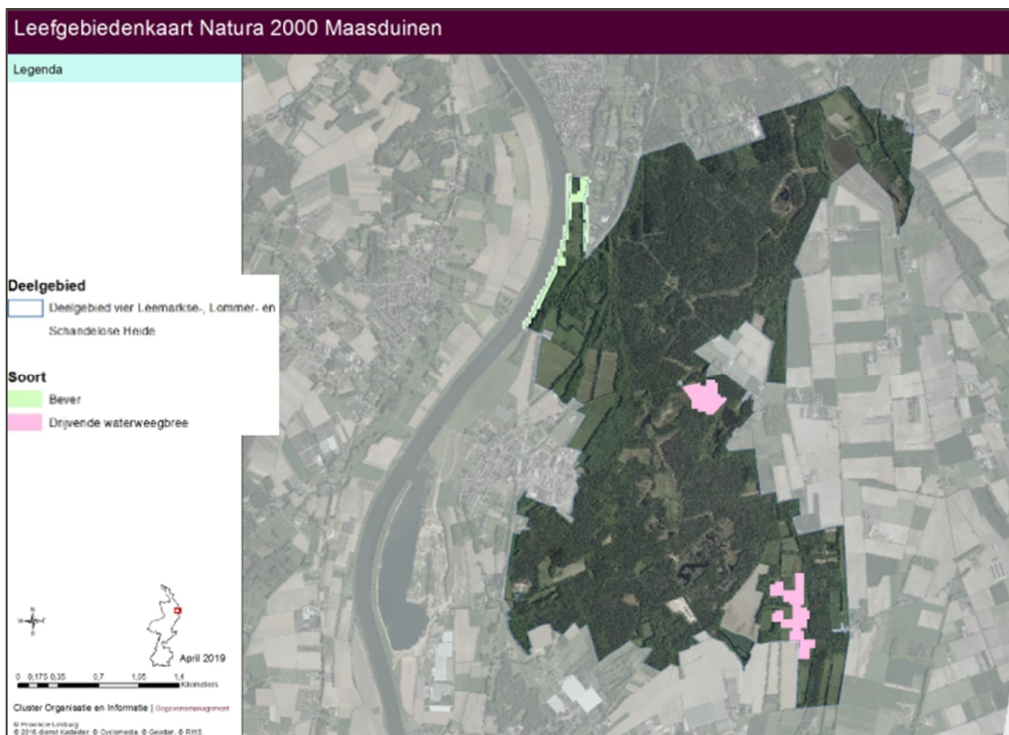 Leefgebiedenkaart Natura 2000 Maasduinen
Legenda
Deelgebied
Deelgebied vier Leemarkse-, Lommer- en
Schandelose Heide
Soort
Bever
Drijvende waterweegbree
N
W
E
S
April 2019
0 0,175 0,35 0,7 1,05 1,4
Kilometers
Cluster Organisatie en Informatie | Gegevensmanagement
© Provincie Limburg
© 2016 dienst Kadaster, © Cyclomedia, © Geodan, © RWS